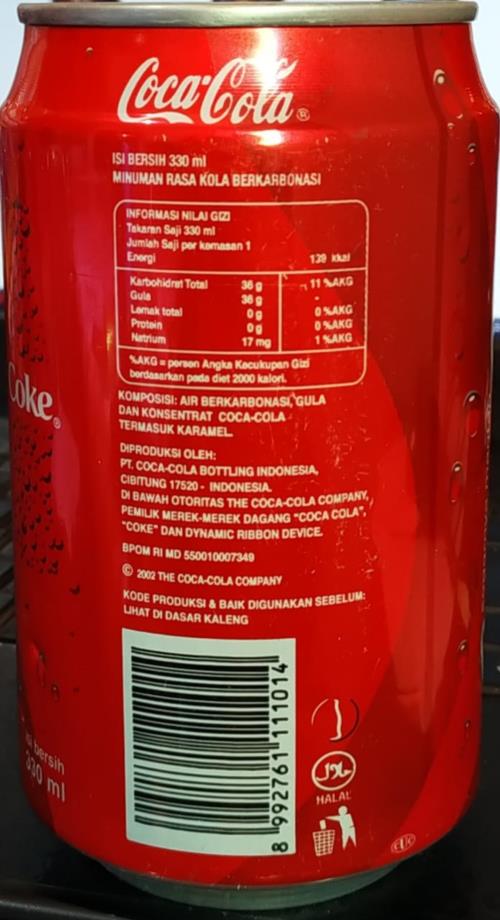 Coca-Cola®
ISI BERSIH 330 ml
MINUMAN RASA KOLA BERKARBONASI
INFORMASI NILAI GIZI
Takaran Saji 330 ml
Jumlah Saji per kemasan 1
Energi 139 kkal
Karbohidrat Total 36 g 11 %AKG
Gula 36 g -
Lemak total 0 g 0 %AKG
Protein 0 g 0 %AKG
Natrium 17 mg 1 %AKG
%AKG = persen Angka Kecukupan Gizi
berdasarkan pada diet 2000 kalori.
KOMPOSISI: AIR BERKARBONASI, GULA
DAN KONSENTRAT COCA-COLA
TERMASUK KARAMEL.
DIPRODUKSI OLEH:
PT. COCA-COLA BOTTLING INDONESIA,
CIBITUNG 17520 - INDONESIA.
DI BAWAH OTORITAS THE COCA-COLA COMPANY,
PEMILIK MEREK-MEREK DAGANG "COCA COLA",
"COKE" DAN DYNAMIC RIBBON DEVICE.
BPOM RI MD 550010007349
© 2002 THE COCA-COLA COMPANY
KODE PRODUKSI & BAIK DIGUNAKAN SEBELUM:
LIHAT DI DASAR KALENG
8 992761 111014
حلال
HALAL
Coke®
Isi bersih
330 ml